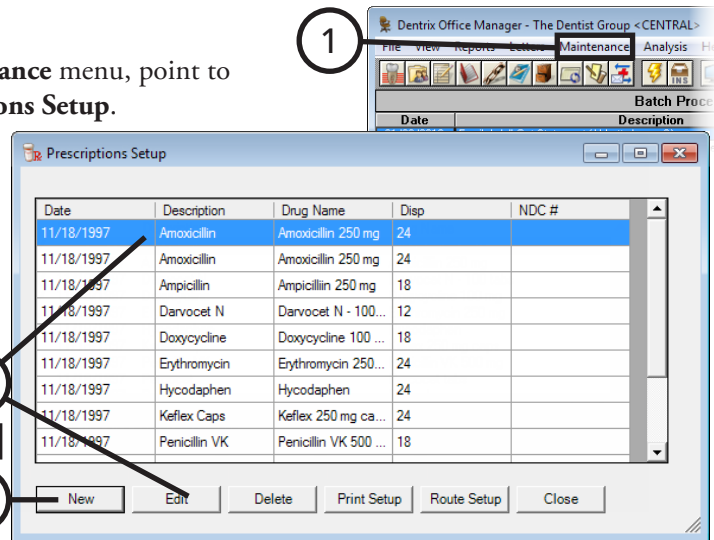 1
Dentrix Office Manager - The Dentist Group <CENTRAL>
File View Reports Letters Maintenance Analysis H
INS
Batch Proce
Date Description
ance menu, point to
ons Setup.
Prescriptions Setup
Date Description Drug Name Disp NDC #
11/18/1997 Amoxicillin Amoxicillin 250 mg 24
11/18/1997 Amoxicillin Amoxicillin 250 mg 24
11/18/1997 Ampicillin Ampicilliin 250 mg 18
11/18/1997 Darvocet N Darvocet N - 100... 12
11/18/1997 Doxycycline Doxycycline 100 ... 18
11/18/1997 Erythromycin Erythromycin 250... 24
11/18/1997 Hycodaphen Hycodaphen 24
11/18/1997 Keflex Caps Keflex 250 mg ca... 24
11/18/1997 Penicillin VK Penicillin VK 500 ... 18
New Edit Delete Print Setup Route Setup Close